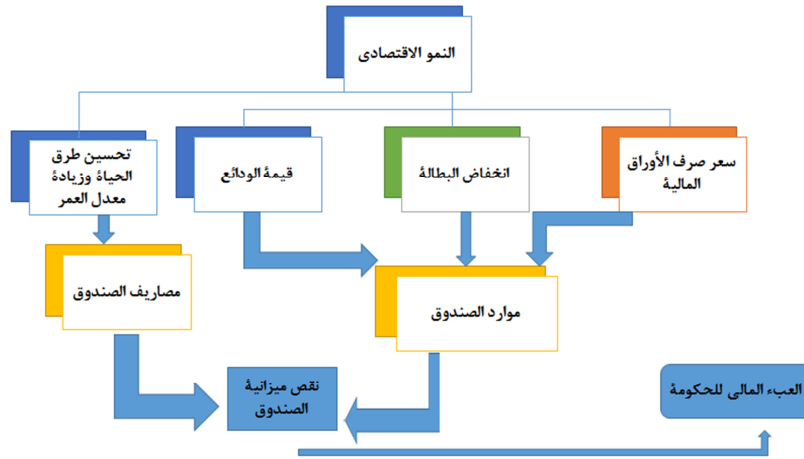 النمو الاقتصادى
سعر صرف الأوراق
المالية
انخفاض البطالة
قيمة الودائع
تحسين طرق
الحياة وزيادة
معدل العمر
موارد الصندوق
مصاريف الصندوق
العبء المالى للحكومة
نقص ميزانية
الصندوق